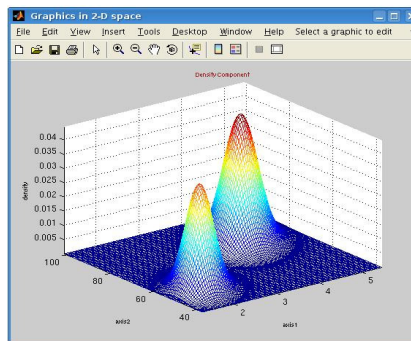 Graphics in 2-D space
File Edit View Insert Tools Desktop Window Help Select a graphic to edit
Density Component
0.04
0.035
0.03
0.025
0.02
0.015
0.01
0.005
density
100
80
60
40
axis2
2
3
4
5
axis1